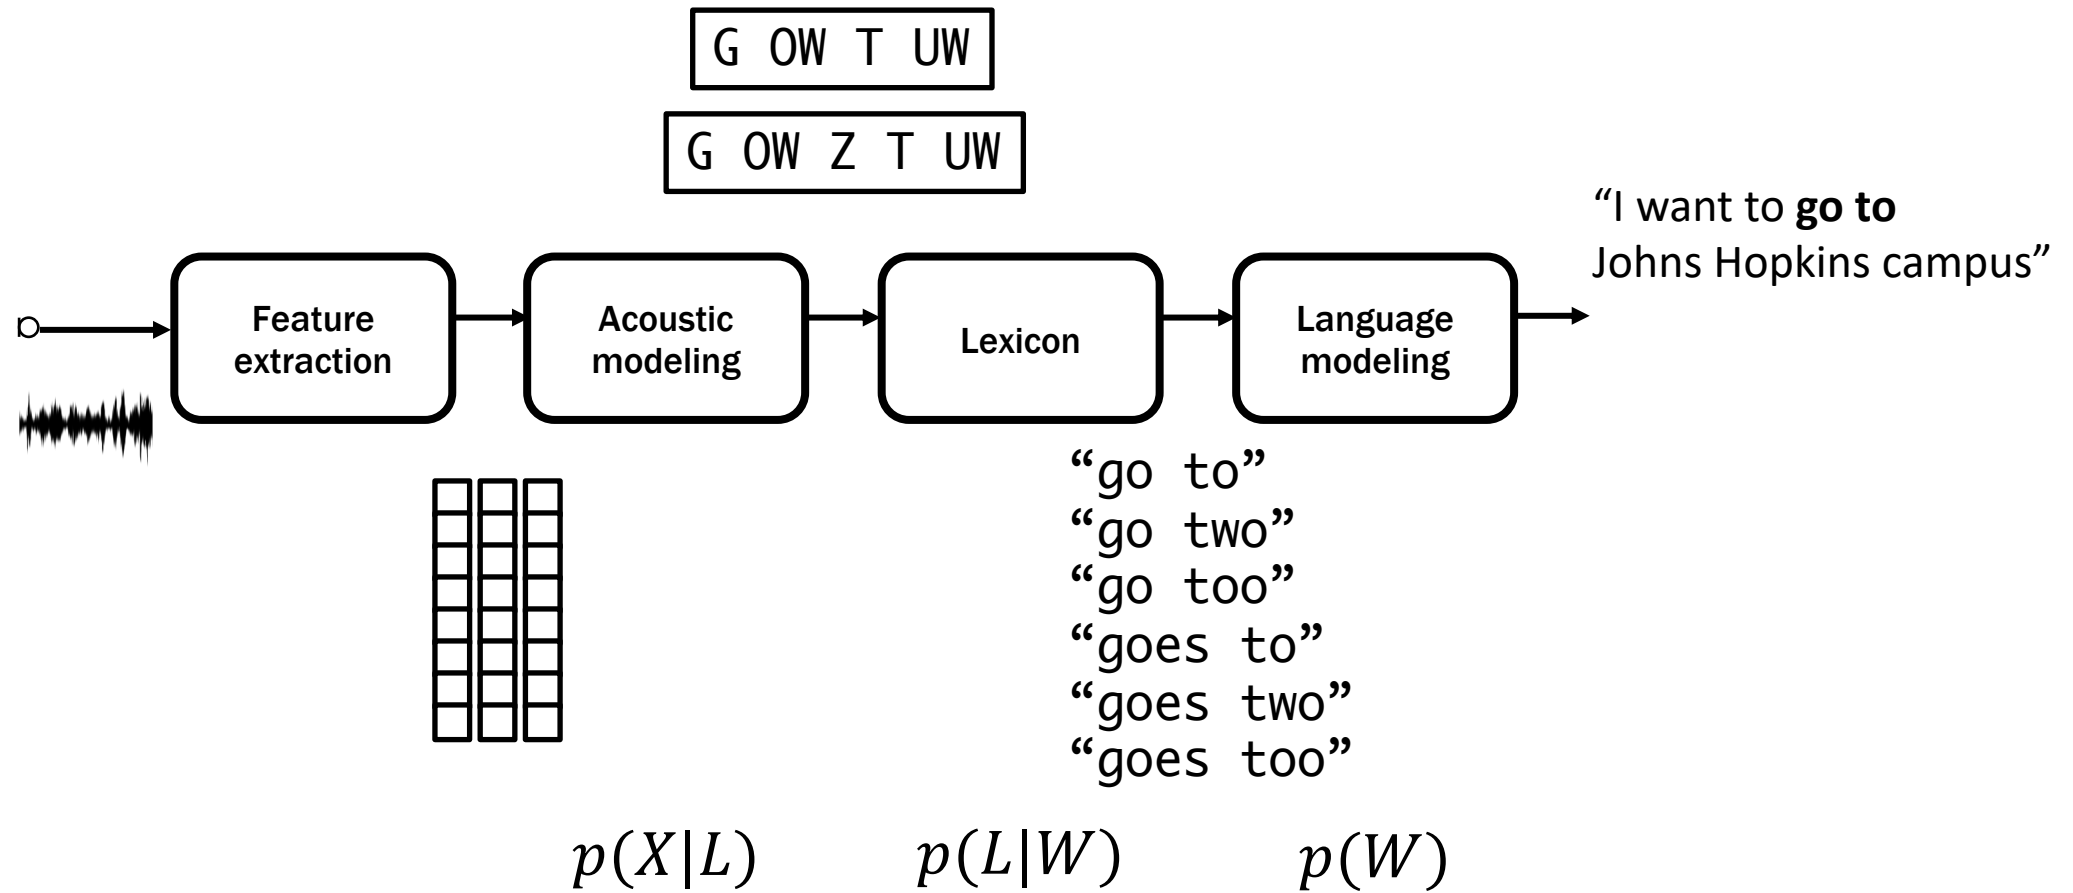 G OW T UW
G OW Z T UW
“I want to go to
Johns Hopkins campus”
Feature
extraction
Acoustic
modeling
Lexicon
Language
modeling
“go to”
“go two”
“go too”
“goes to”
“goes two”
“goes too”
p(X|L)
p(L|W)
p(W)